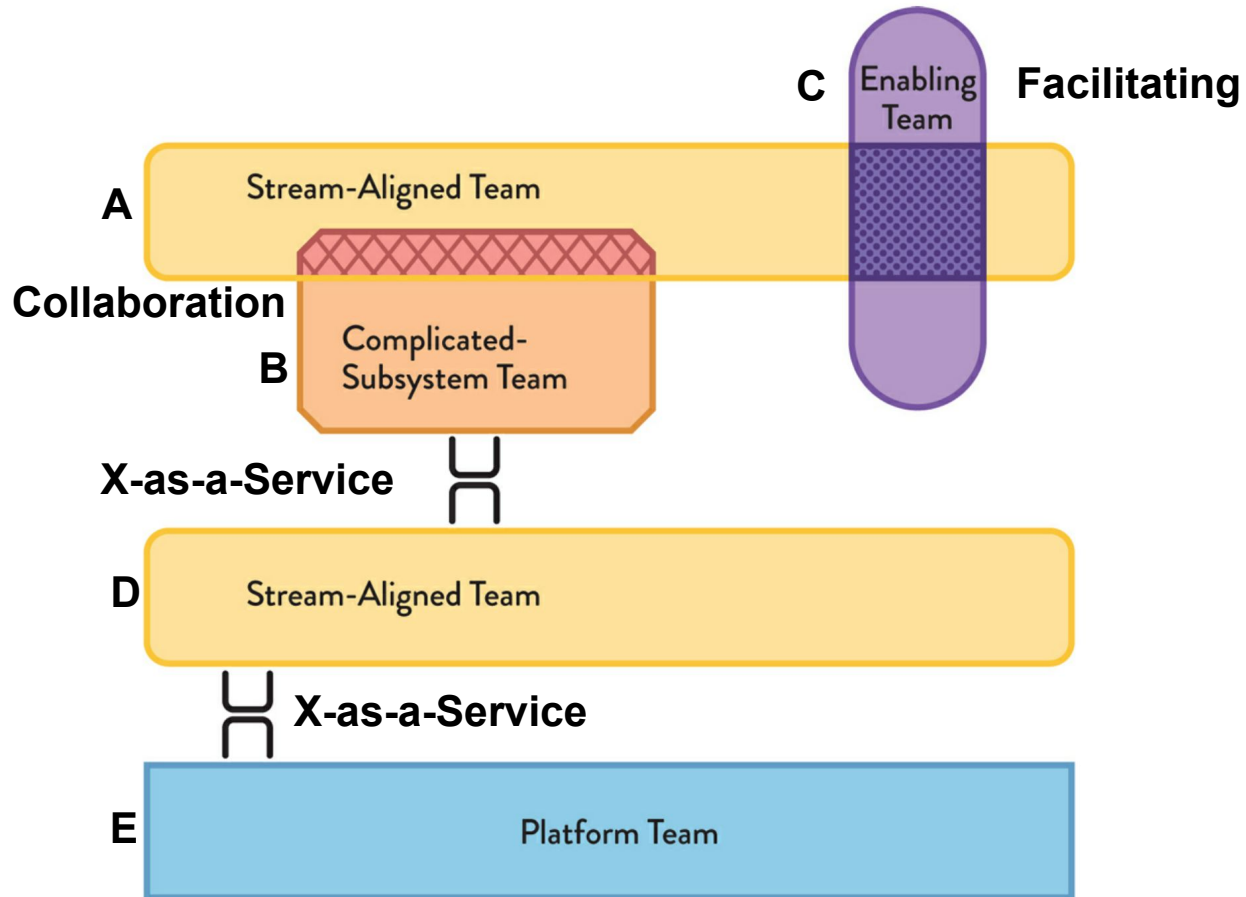 C
Enabling
Team
Facilitating
A
Stream-Aligned Team
Collaboration
B
Complicated-
Subsystem Team
X-as-a-Service
D
Stream-Aligned Team
X-as-a-Service
E
Platform Team